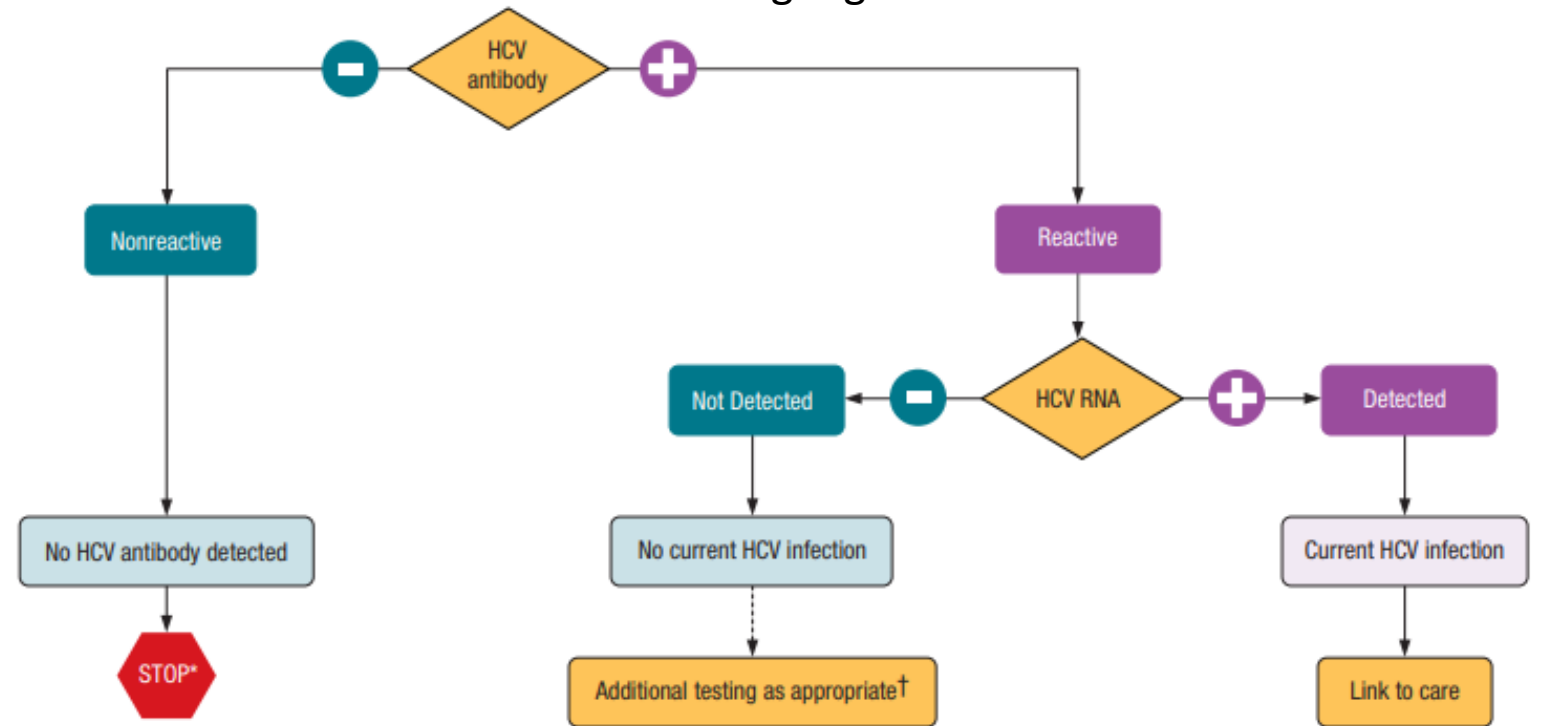 HCV
antibody
Nonreactive
Reactive
Not Detected
HCV RNA
Detected
No HCV antibody detected
No current HCV infection
Current HCV infection
STOP*
Additional testing as appropriate†
Link to care